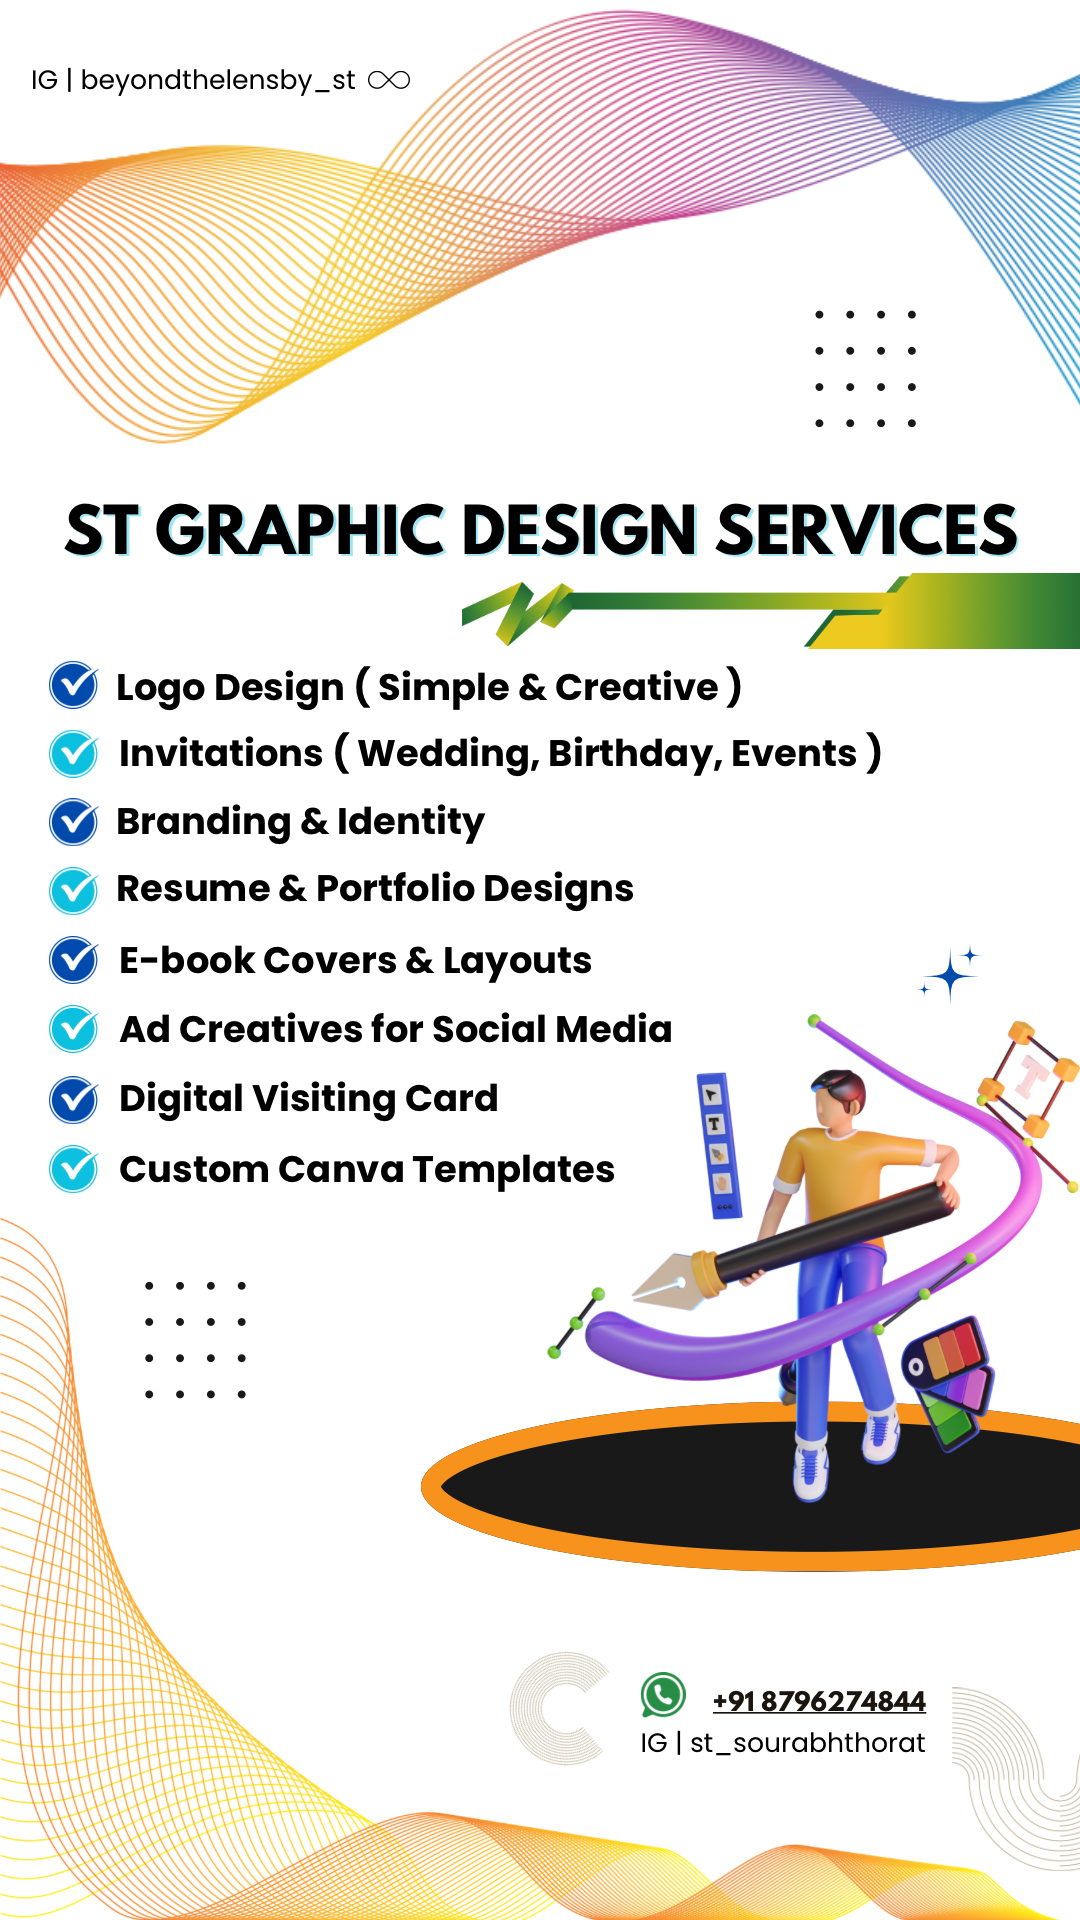 IG | beyondthelensby_st
ST GRAPHIC DESIGN SERVICES
Logo Design ( Simple & Creative )
Invitations ( Wedding, Birthday, Events )
Branding & Identity
Resume & Portfolio Designs
E-book Covers & Layouts
Ad Creatives for Social Media
Digital Visiting Card
Custom Canva Templates
T
T
+91 8796274844
IG | st_sourabhthorat